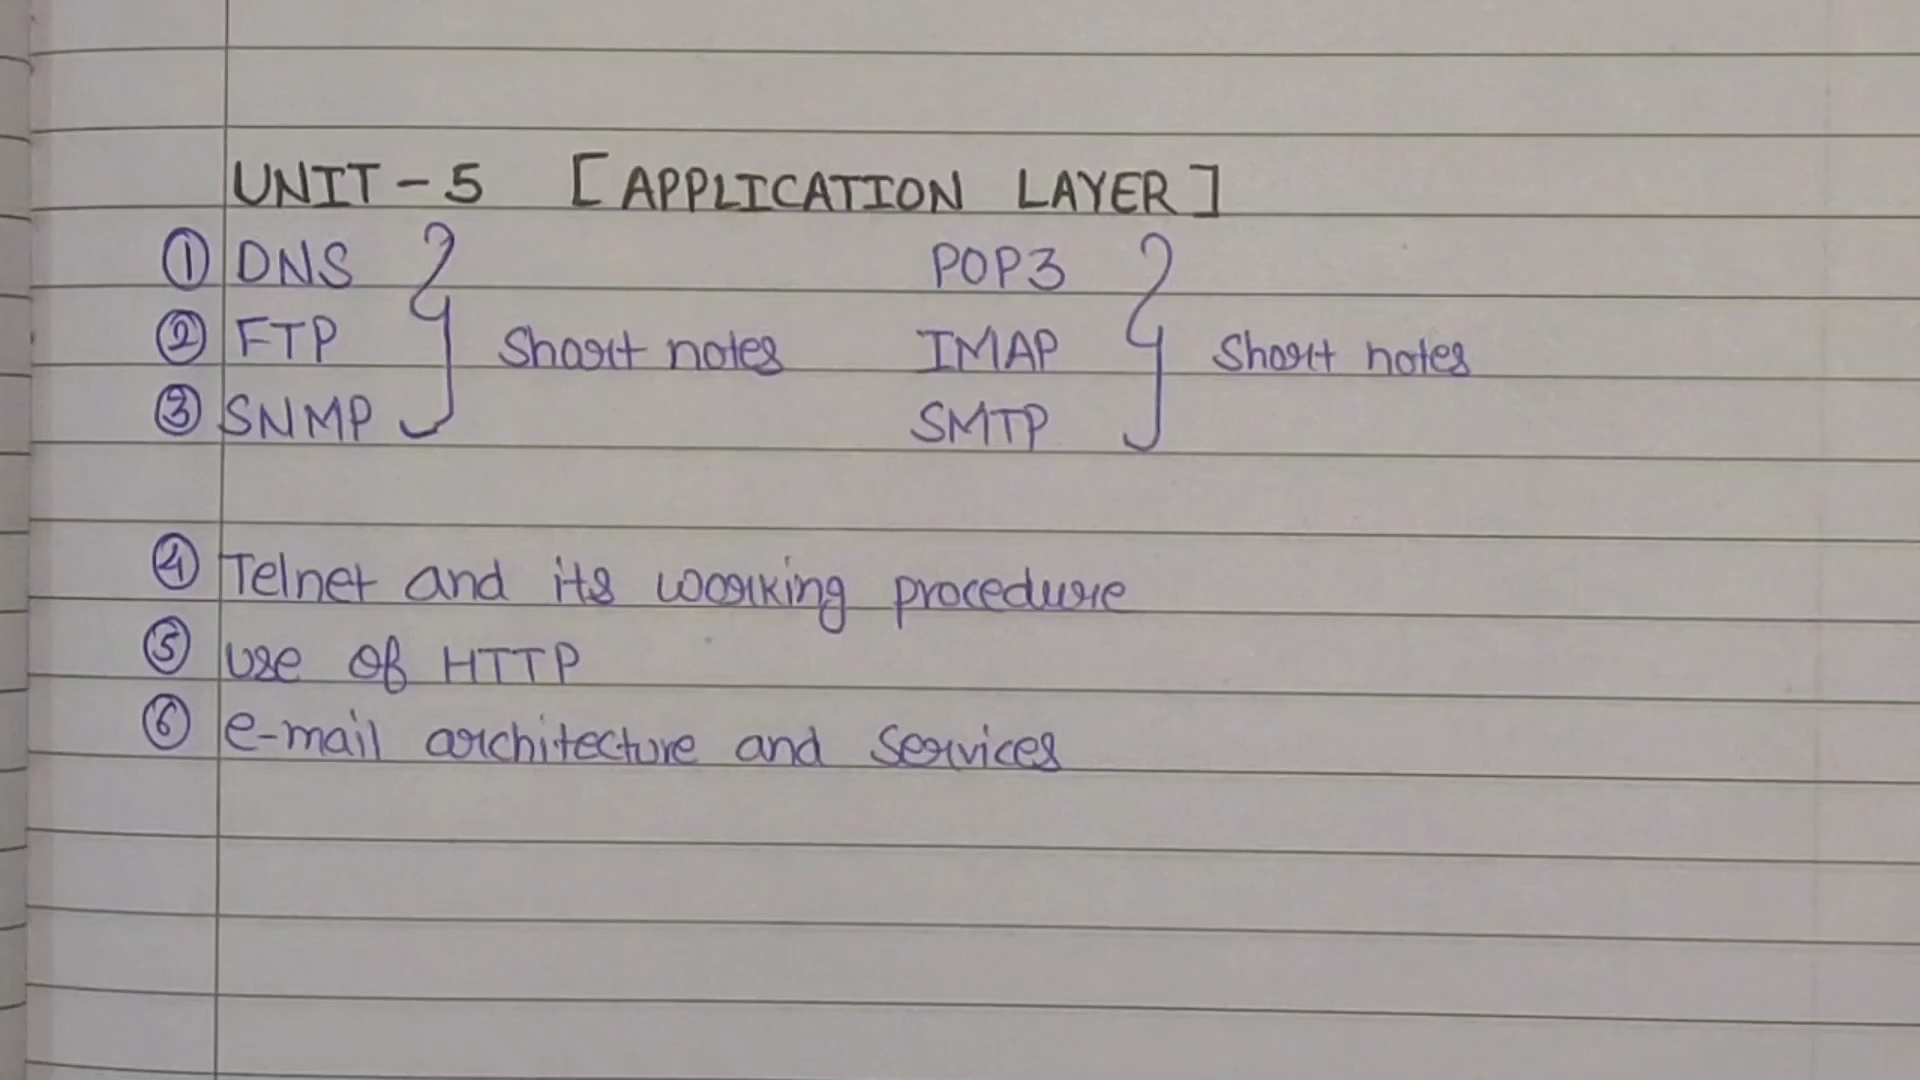 UNIT - 5 [APPLICATION LAYER]
① DNS POP3
② FTP Short notes IMAP Short notes
③ SNMP SMTP
④ Telnet and its working procedure
⑤ use of HTTP
⑥ e-mail architecture and services